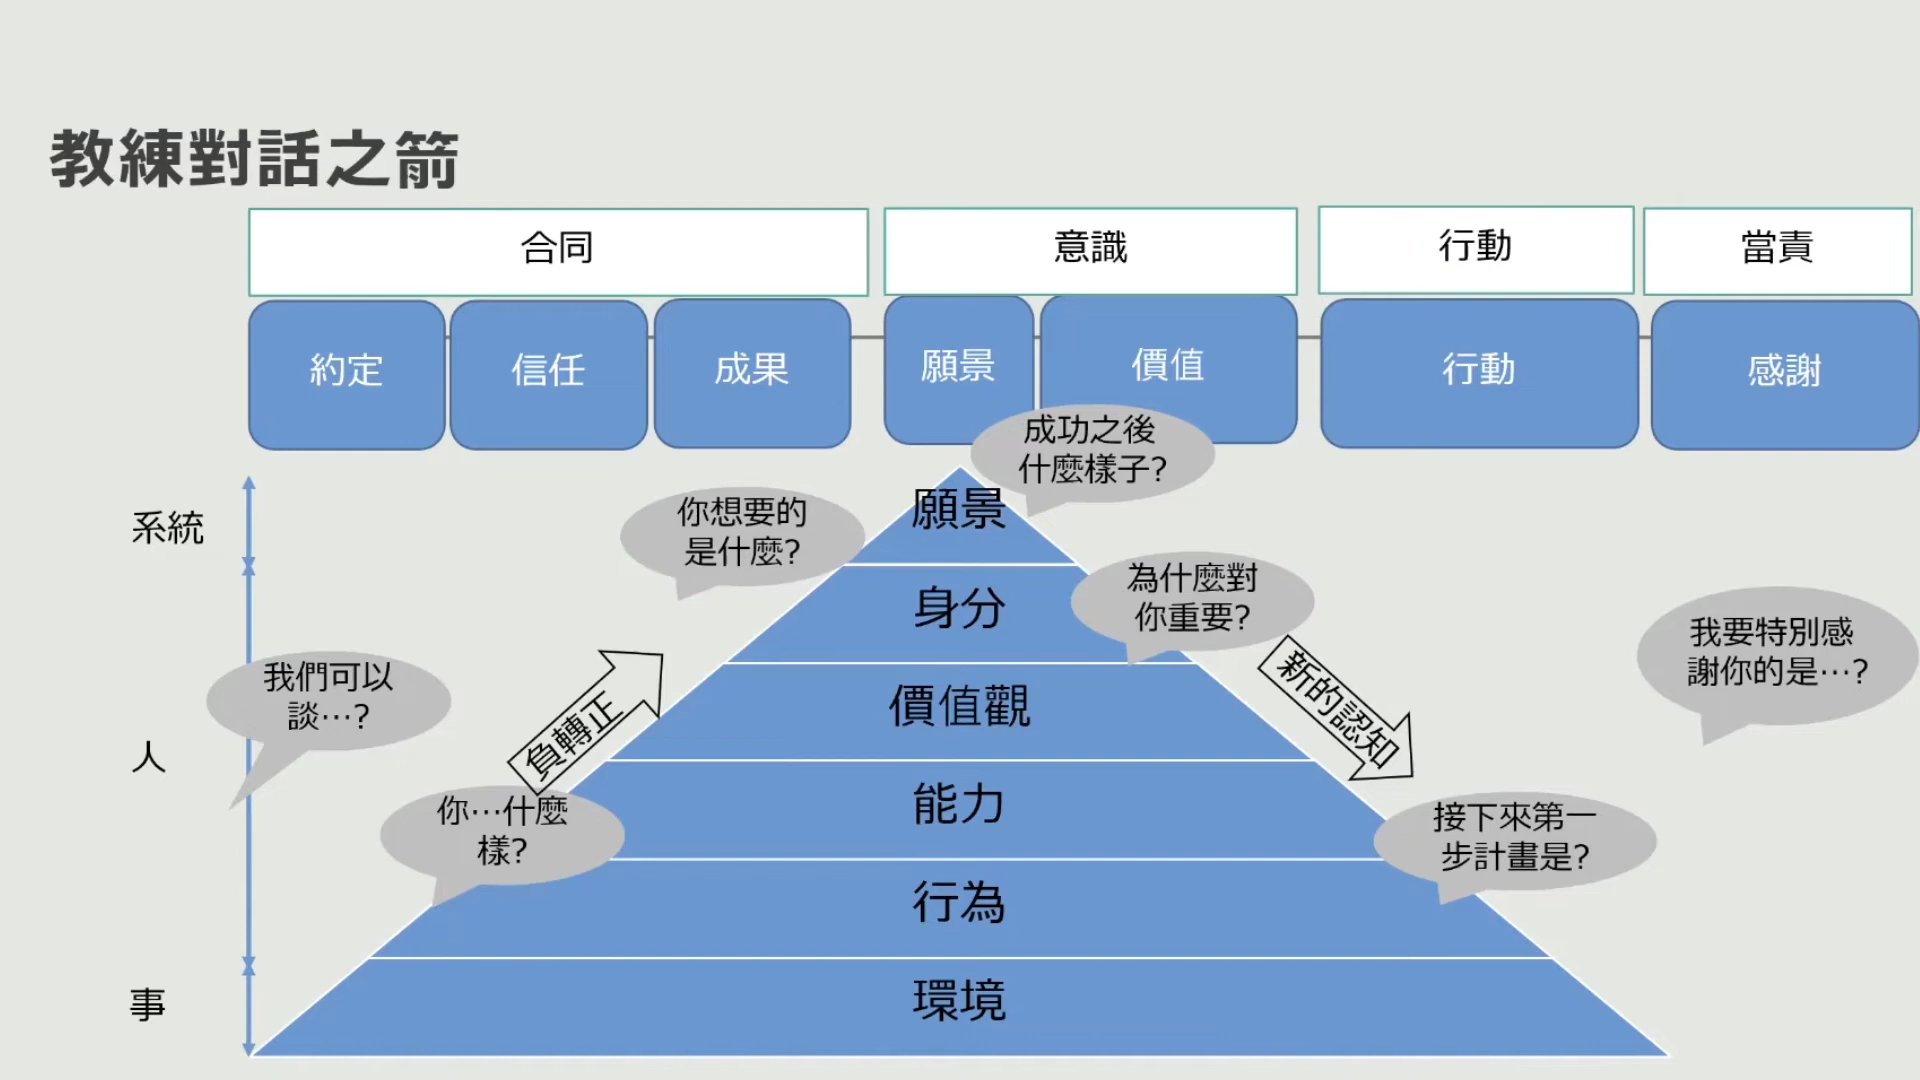 教練對話之箭
合同
意識
行動
當責
約定
信任
成果
願景
價值
行動
感謝
成功之後
什麼樣子?
你想要的
是什麼?
願景
系統
為什麼對
你重要?
身分
我要特別感
謝你的是…?
我們可以
談…?
負轉正
價值觀
新的認知
人
你…什麼
樣?
能力
接下來第一
步計畫是?
行為
事
環境